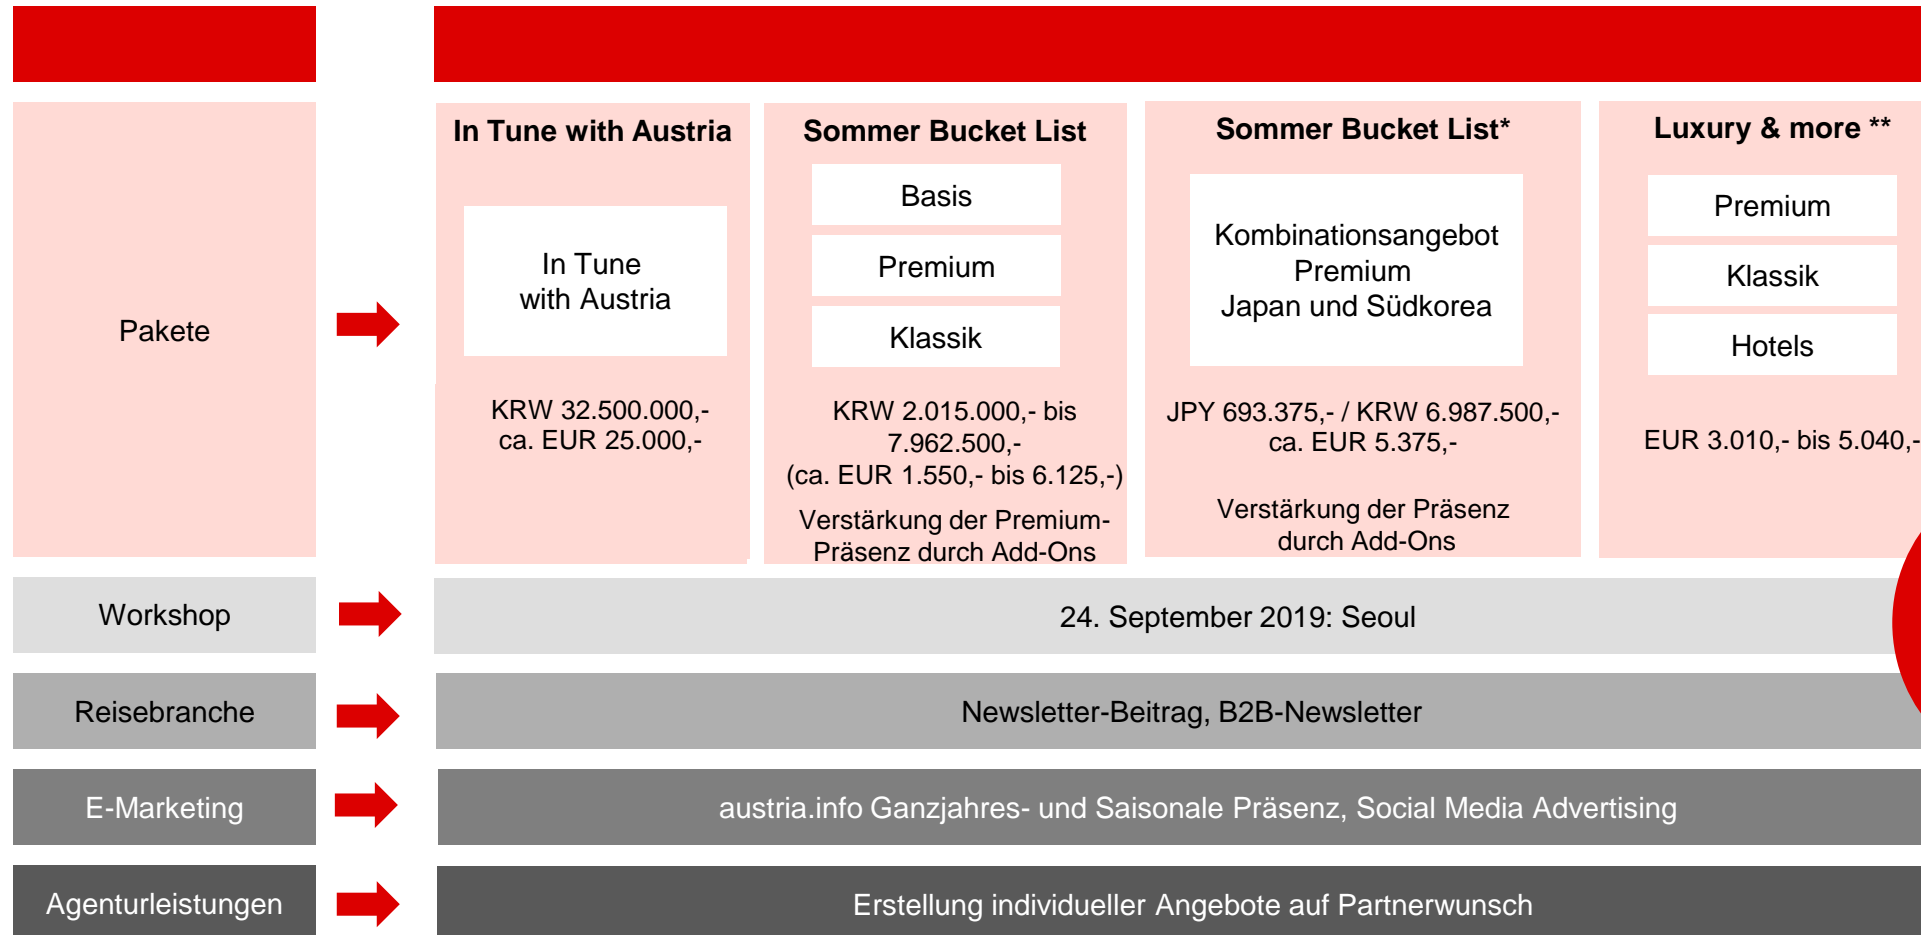 Pakete
In Tune with Austria
In Tune
with Austria
KRW 32.500.000,-
ca. EUR 25.000,-
Sommer Bucket List
Basis
Premium
Klassik
KRW 2.015.000,- bis
7.962.500,-
(ca. EUR 1.550,- bis 6.125,-)
Verstärkung der Premium-
Präsenz durch Add-Ons
Sommer Bucket List*
Kombinationsangebot
Premium
Japan und Südkorea
JPY 693.375,- / KRW 6.987.500,-
ca. EUR 5.375,-
Verstärkung der Präsenz
durch Add-Ons
Luxury & more **
Premium
Klassik
Hotels
EUR 3.010,- bis 5.040,-
Workshop
24. September 2019: Seoul
Reisebranche
Newsletter-Beitrag, B2B-Newsletter
E-Marketing
austria.info Ganzjahres- und Saisonale Präsenz, Social Media Advertising
Agenturleistungen
Erstellung individueller Angebote auf Partnerwunsch